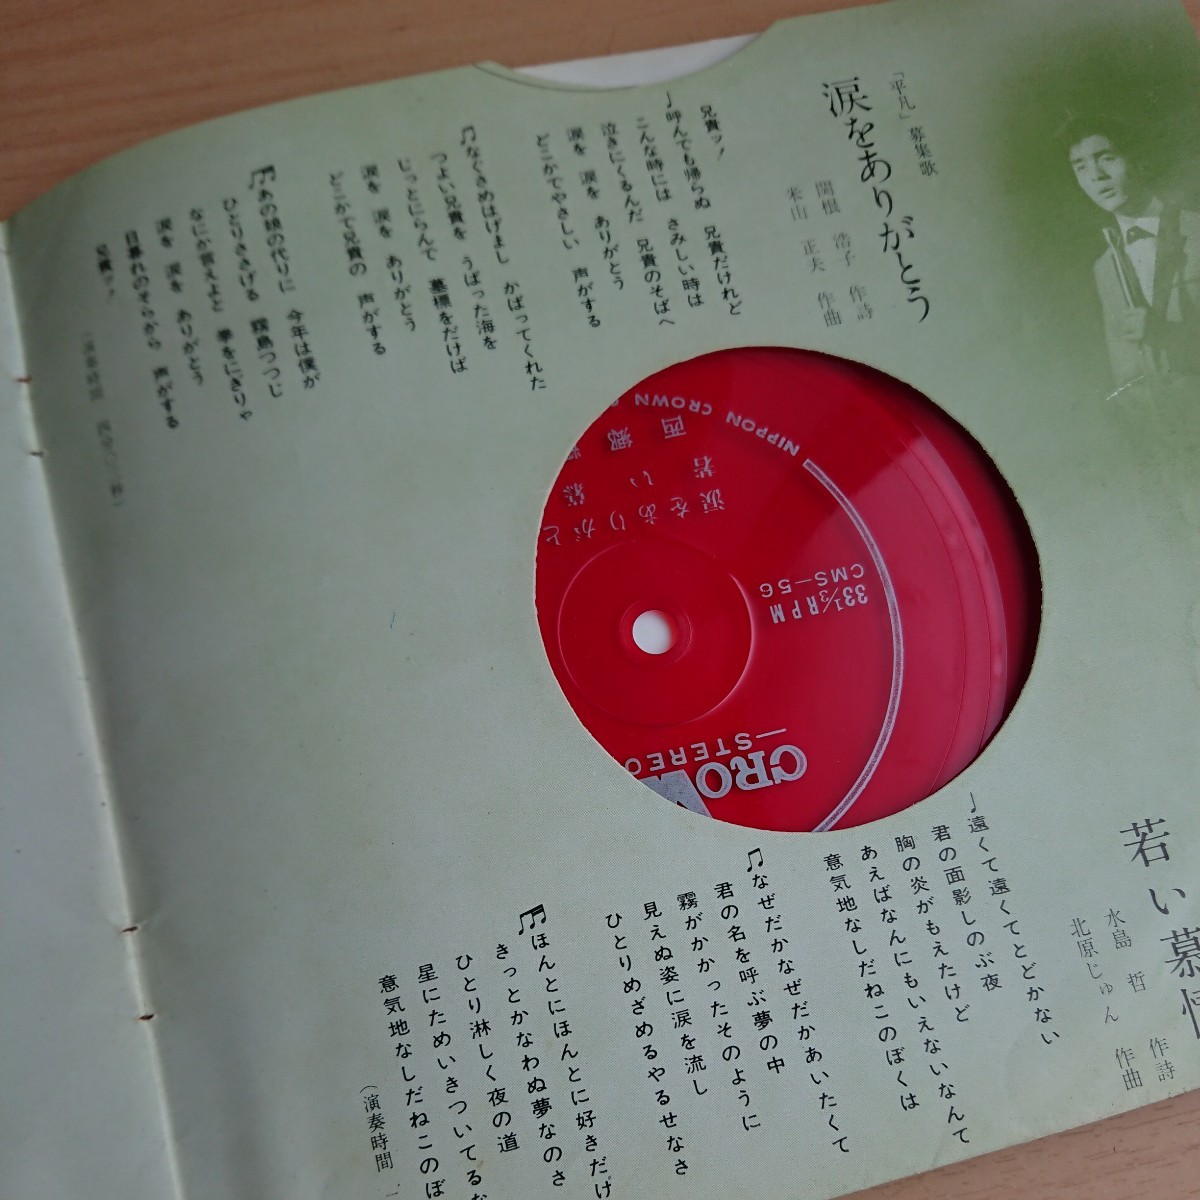 「平凡」募集歌
涙をありがとう
関根 浩子 作詩
米山 正夫 作曲
兄貴ッ!
♩呼んでも帰らぬ 兄貴だけれど
こんな時には さみしい時は
泣きにくるんだ 兄貴のそばへ
涙を 涙を ありがとう
どこかでやさしい 声がする
♫なぐさめはげまし かばってくれた
つよい兄貴を うばった海を
じっとにらんで 墓標をだけば
涙を 涙を ありがとう
どこかで兄貴の 声がする
あの娘の代りに 今年は僕が
ひとりささげる 霧島つつじ
なにか言えよと 拳をにぎりゃ
涙を 涙を ありがとう
日暮れのそらから 声がする
兄貴ッ!
NIPPON CROWN
西郷
若い慕
涙をありがと
33⅓RPM
CMS-56
CROW
—STEREO
若い慕情
水島 哲 作詩
北原じゅん 作曲
♩遠くて遠くてとどかない
君の面影しのぶ夜
胸の炎がもえたけど
あえばなんにもいえないなんて
意気地なしだねこのぼくは
♫なぜだかなぜだかあいたくて
君の名を呼ぶ夢の中
霧がかかったそのように
見えぬ姿に涙を流し
ひとりめざめるやるせなさ
ほんとにほんとに好きだけ
きっとかなわぬ夢なのさ
ひとり淋しく夜の道
星にためいきついてるな
意気地なしだねこのぼ
(演奏時間